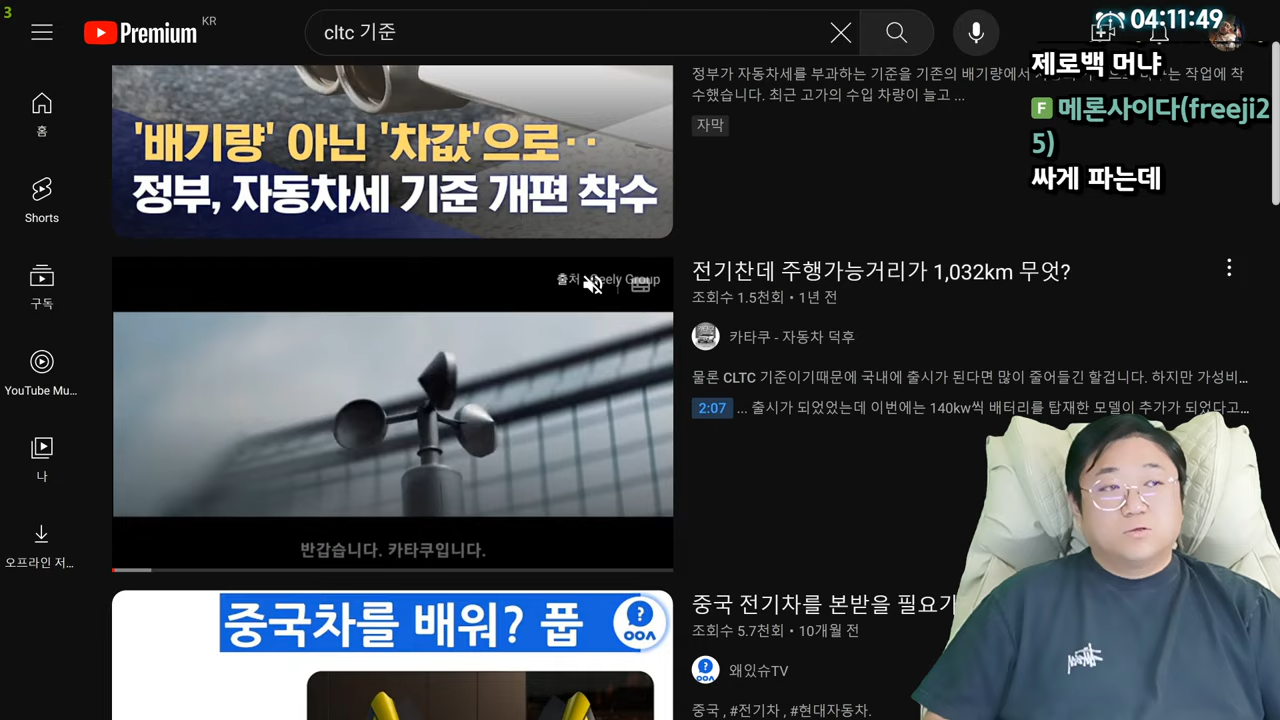 3
Premium
KR
cltc 기준
04:11:49
제로백 머냐
F 메론사이다(freeji2
5)
싸게 파는데
홈
Shorts
구독
YouTube Mu...
나
오프라인 저...
'배기량' 아닌 '차값'으로··
정부, 자동차세 기준 개편 착수
정부가 자동차세를 부과하는 기준을 기존의 배기량에서
는 작업에 착
수했습니다. 최근 고가의 수입 차량이 늘고 ...
자막
출처
Geely Group
반갑습니다. 카타쿠입니다.
전기찬데 주행가능거리가 1,032km 무엇?
조회수 1.5천회 • 1년 전
카타쿠 - 자동차 덕후
물론 CLTC 기준이기때문에 국내에 출시가 된다면 많이 줄어들긴 할겁니다. 하지만 가성비...
2:07 ... 출시가 되었었는데 이번에는 140kw씩 배터리를 탑재한 모델이 추가가 되었다고...
중국차를 배워? 풉
OOA
중국 전기차를 본받을 필요가
조회수 5.7천회 • 10개월 전
왜있슈TV
중국 , #전기차 , #현대자동차.